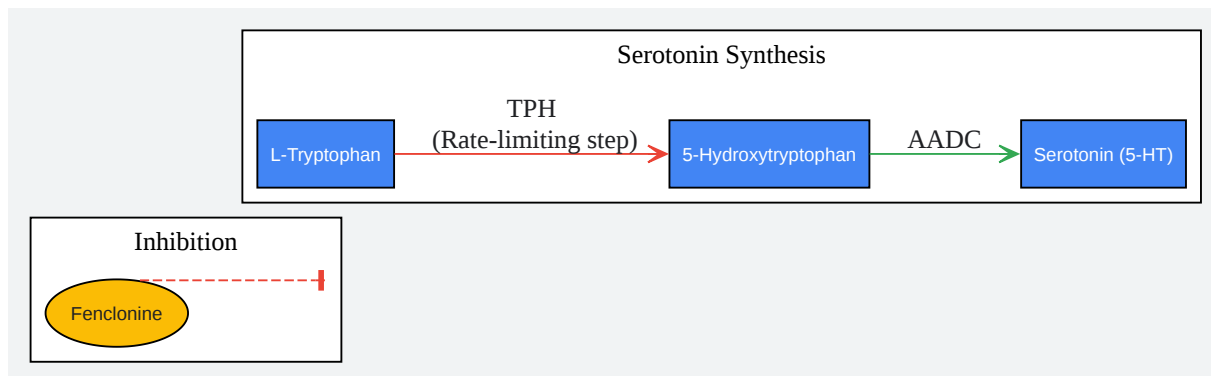 Serotonin Synthesis
TPH
(Rate-limiting step)
AADC
L-Tryptophan
5-Hydroxytryptophan
Serotonin (5-HT)
Inhibition
Fenclonine